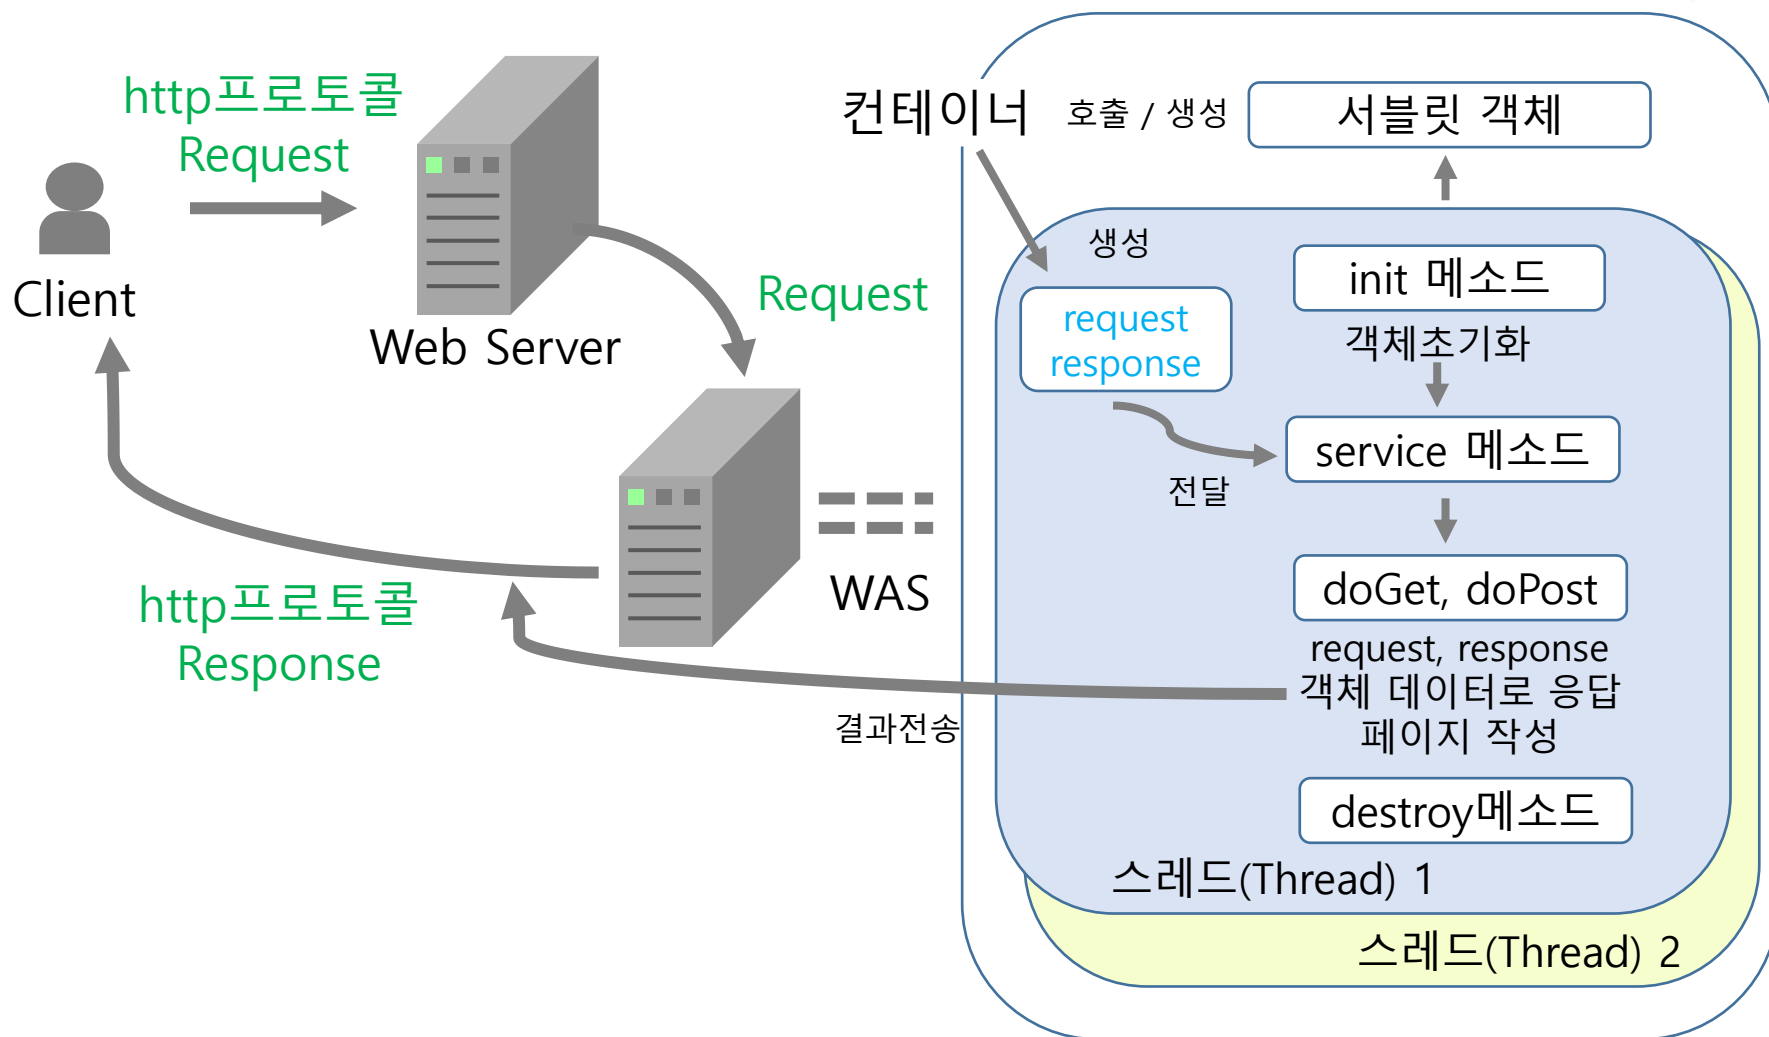 http프로토콜
Request
Client
Web Server
Request
WAS
http프로토콜
Response
결과전송
컨테이너
호출 / 생성
서블릿 객체
생성
request
response
전달
init 메소드
객체초기화
service 메소드
doGet, doPost
request, response
객체 데이터로 응답
페이지 작성
destroy메소드
스레드(Thread) 1
스레드(Thread) 2